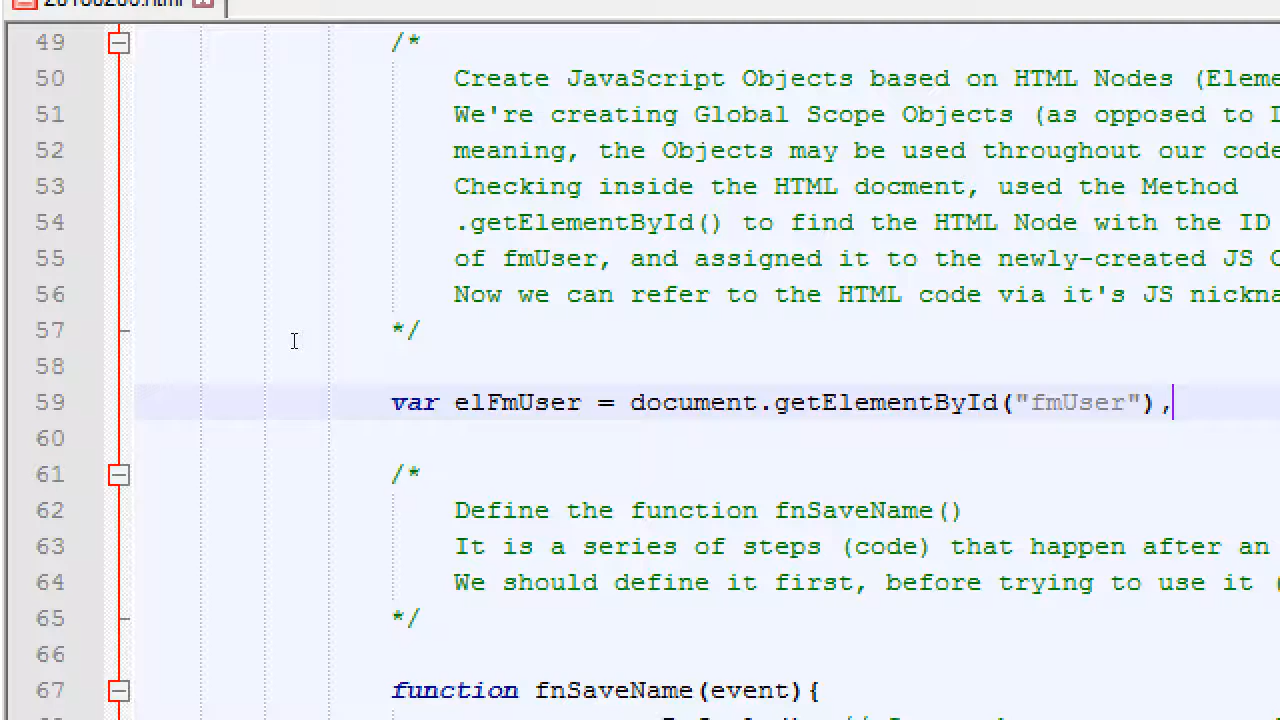 49 /*
50 Create JavaScript Objects based on HTML Nodes (Eleme
51 We're creating Global Scope Objects (as opposed to
52 meaning, the Objects may be used throughout our code
53 Checking inside the HTML docment, used the Method
54 .getElementById() to find the HTML Node with the ID
55 of fmUser, and assigned it to the newly-created JS
56 Now we can refer to the HTML code via it's JS nickna
57 */
58
59 var elFmUser = document.getElementById("fmUser"),
60
61 /*
62 Define the function fnSaveName()
63 It is a series of steps (code) that happen after an
64 We should define it first, before trying to use it (
65 */
66
67 function fnSaveName(event){